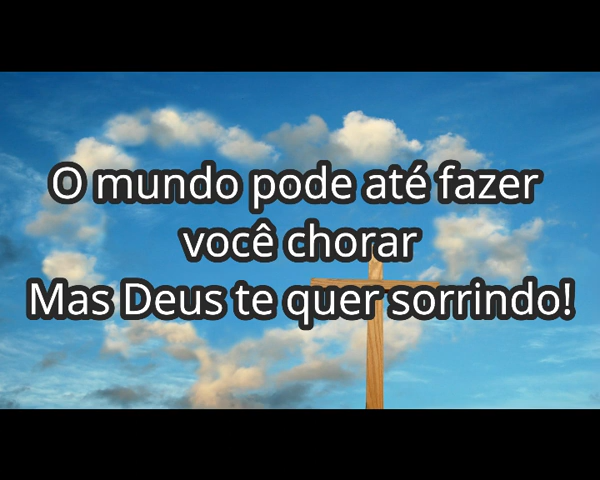 O mundo pode até fazer
você chorar
Mas Deus te quer sorrindo!